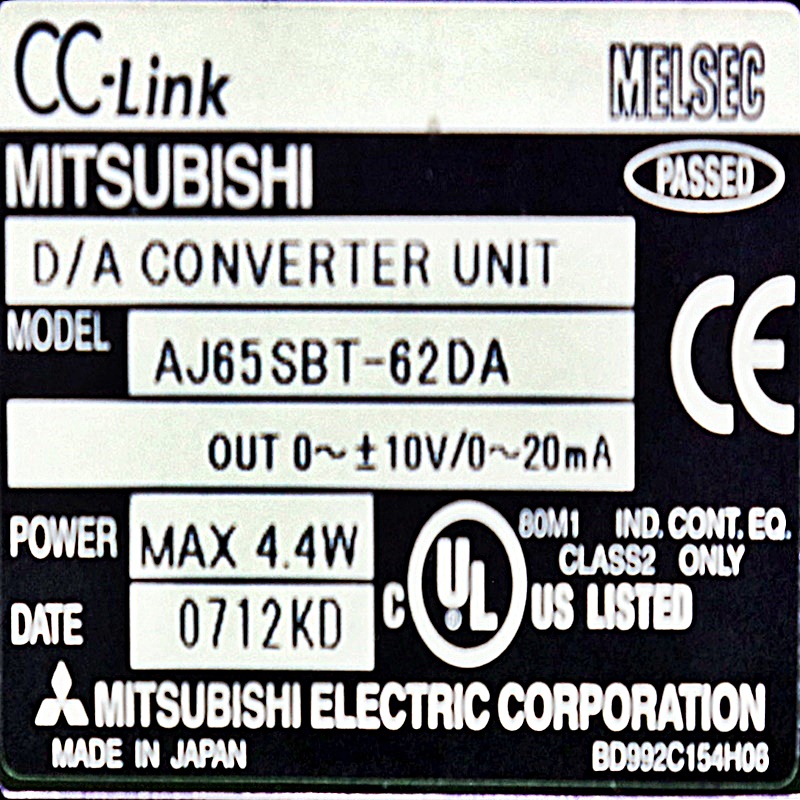 CC-Link MELSEC
MITSUBISHI PASSED
D/A CONVERTER UNIT
CE
MODEL AJ65SBT-62DA
OUT 0～±10V/0～20mA
POWER MAX 4.4W
80M1 IND. CONT. EQ.
CLASS2 ONLY
DATE 0712KD
C UL US LISTED
MITSUBISHI ELECTRIC CORPORATION
MADE IN JAPAN BD992C154H06